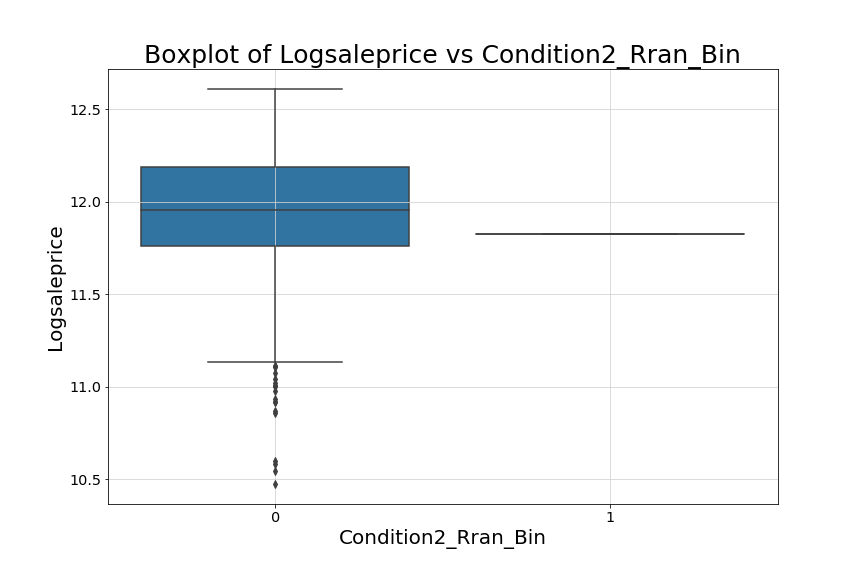 Boxplot of Logsaleprice vs Condition2_Rran_Bin
12.5
12.0
11.5
11.0
10.5
Logsaleprice
0 1
Condition2_Rran_Bin